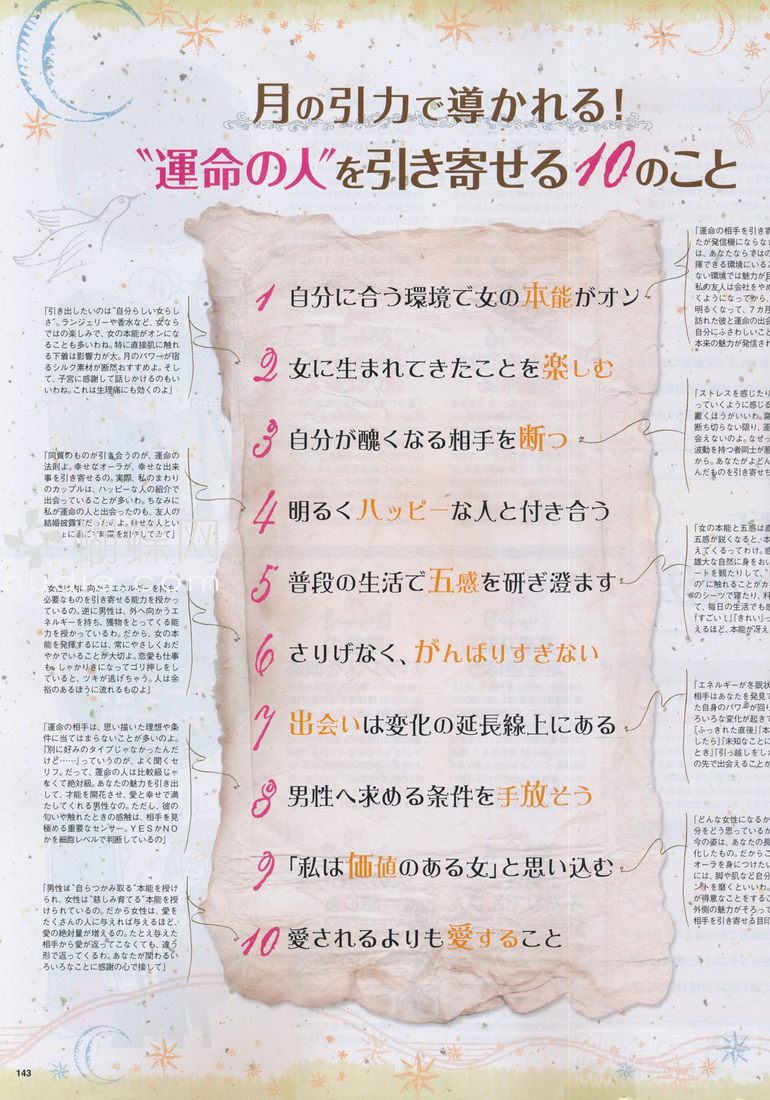 月の引力で導かれる!
"運命の人"を引き寄せる10のこと
1 自分に合う環境で女の本能がオン
2 女に生まれてきたことを楽しむ
3 自分が醜くなる相手を断つ
4 明るくハッピーな人と付き合う
5 普段の生活で五感を研ぎ澄ます
6 さりげなく、がんばりすぎない
7 出会いは変化の延長線上にある
8 男性へ求める条件を手放そう
9 「私は価値のある女」と思い込む
10 愛されるよりも愛すること
「引き出したいのは"自分らしい女らし
さ"。ランジェリーや香水など、女なら
ではの楽しみで、女の本能がオンにな
ることも多いわね。特に直接肌に触れ
る下着は影響力が大。月のパワーが宿
るシルク素材が断然おすすめよ。そし
て、子宮に感謝して話しかけるのもい
いわね。これは生理痛にも効くのよ」
「同質のものが引き合うのが、運命の
法則よ。幸せなオーラが、幸せな出来
事を引き寄せるの。実際、私のまわり
のカップルは、ハッピーな人の紹介で
出会っていることが多いわ。ちなみに
私が運命の人と出会ったのも、友人の
結婚披露宴だったのよ。幸せな人とい
「女性は内に向かうエネルギーを持ち、
必要なものを引き寄せる能力を授かっ
ているの。逆に男性は、外へ向かうエ
ネルギーを持ち、獲物をとってくる能
力を授けているわ。だから、女の本
能を発揮するには、常にやさしくおだ
やかでいることが大切よ。恋愛も仕事
も、しゃかりきになってゴリ押しをし
ていると、ツキが逃げちゃう。人は余
裕のあるほうに流れるものよ」
「運命の相手は、思い描いた理想や条
件に当てはまらないことが多いのよ。
『別に好みのタイプじゃなかったんだ
けど……』っていうのが、よく聞くセ
リフ。だって、運命の人は比較級じゃ
なくて絶対級。あなたの魅力を引き出
して、才能を開花させ、愛と幸せで満
たしてくれる男性なの。ただし、彼の
匂いや触れたときの感触は、相手を見
極める重要なセンサー。YESかNO
かを細胞レベルで判断しているの」
「男性は"自らつかみ取る"本能を授け
られ、女性は"慈しみ育てる"本能を授
けられているの。だから女性は、愛を
たくさんの人に与えれば与えるほど、
愛の絶対量が増えるの。たとえ与えた
相手から愛が返ってこなくても、違う
形で返ってくるわ。あなたが関わるい
ろいろなことに感謝の心で接して」
「運命の相手を引き寄
たが発信機にならない
は、あなたならではの
揮できる環境にいるこ
ない環境では魅力が目
私の友人は会社をやめ
くようになってから、
明るくなって、7カ月
訪れた彼と運命の出会
自分にふさわしいこと
本来の魅力が発信され
「ストレスを感じたり
っていくように感じる
置くほうがいいわ。腐
断ち切らない限り、運
会えないのよ。なぜっ
波動を持つ者同士が惹
から。あなたがよどん
んだものを引き寄せち
「女の本能と五感は直
五感が鋭くなると、本
えてくるってわけ。感
雄大な自然に身をおい
ートを観たりして、"
の"に触れることがカ
のシーツで寝たり、料
て、毎日の生活でも感
「すごい!」「きれい」っ
えるほど、本能が冴え
「エネルギーが冬眠状
相手はあなたを発見で
た自身のパワーが回り
ろいろな変化が起きて
「ふっきれた直後」「本
したら」「未知なことに
とき」「引っ越しをした
の先で出会えることが
「どんな女性になるか
分をどう思っているか
今の姿は、あなたの長
化したもの。だからこ
オーラを身につけたい
には、脚や肌など自分
ントを磨くといいわ。
が得意なことをするこ
外側の魅力がそろって
相手を引き寄せる目印
143